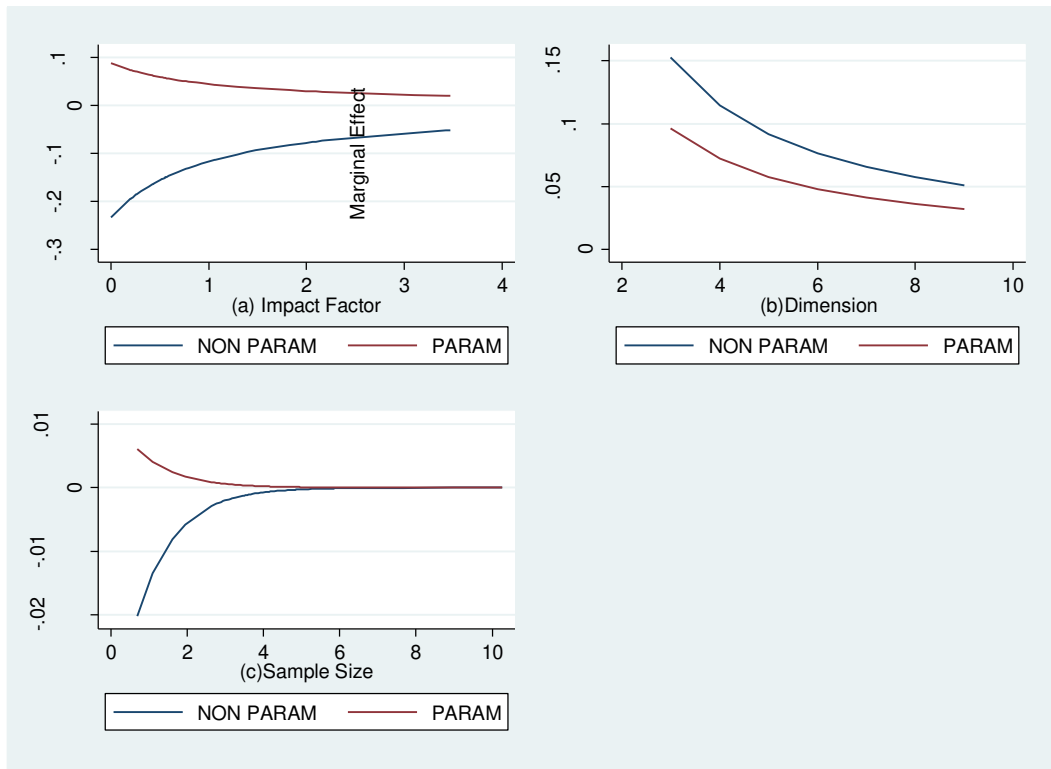 .1
0
-.1
-.2
-.3
0 1 2 3 4
(a) Impact Factor
NON PARAM PARAM
Marginal Effect
.15
.1
.05
0
2 4 6 8 10
(b)Dimension
NON PARAM PARAM
.01
0
-.01
-.02
0 2 4 6 8 10
(c)Sample Size
NON PARAM PARAM